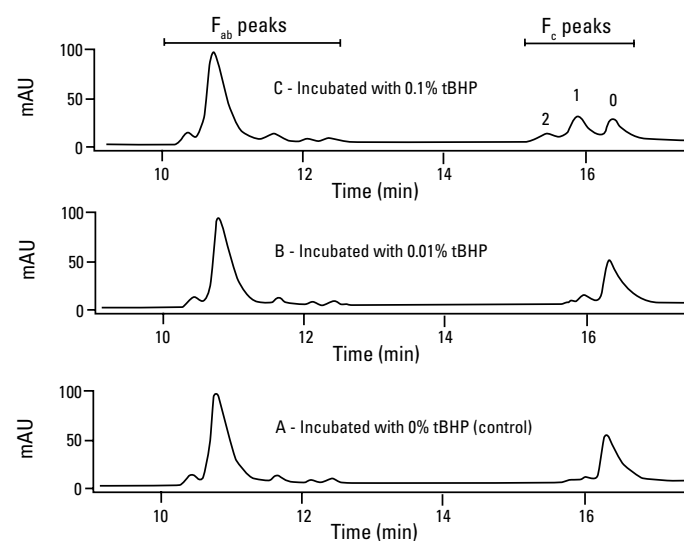 F_ab peaks
F_c peaks
mAU
100
50
0
C - Incubated with 0.1% tBHP
2
1
0
10
12
14
16
Time (min)
mAU
100
50
0
B - Incubated with 0.01% tBHP
10
12
14
16
Time (min)
mAU
100
50
0
A - Incubated with 0% tBHP (control)
10
12
14
16
Time (min)